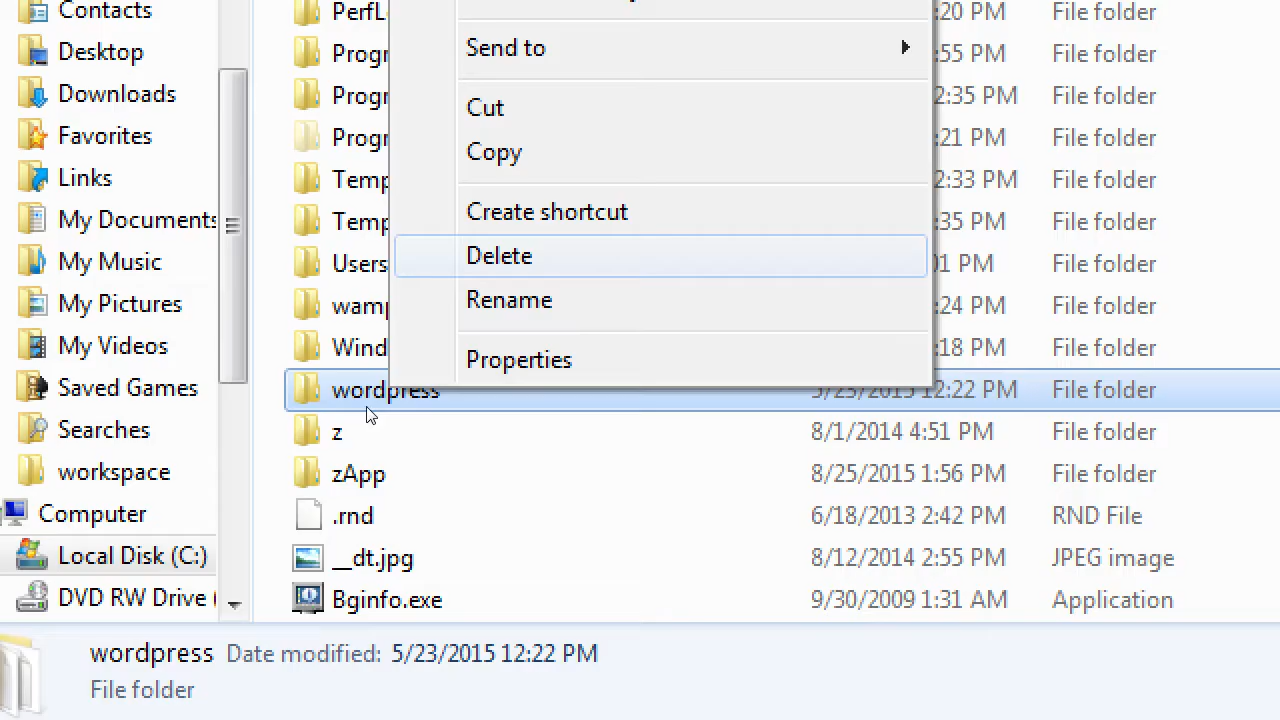 Contacts
Desktop
Downloads
Favorites
Links
My Documents
My Music
My Pictures
My Videos
Saved Games
Searches
workspace
Computer
Local Disk (C:)
DVD RW Drive (
PerfL :20 PM File folder
Progr :55 PM File folder
Progr 2:35 PM File folder
Progr :21 PM File folder
Temp 2:33 PM File folder
Temp :35 PM File folder
Users 01 PM File folder
wamp :24 PM File folder
Wind :18 PM File folder
wordpress 5/23/2015 12:22 PM File folder
z 8/1/2014 4:51 PM File folder
zApp 8/25/2015 1:56 PM File folder
.rnd 6/18/2013 2:42 PM RND File
__dt.jpg 8/12/2014 2:55 PM JPEG image
Bginfo.exe 9/30/2009 1:31 AM Application
Send to
Cut
Copy
Create shortcut
Delete
Rename
Properties
wordpress Date modified: 5/23/2015 12:22 PM
File folder